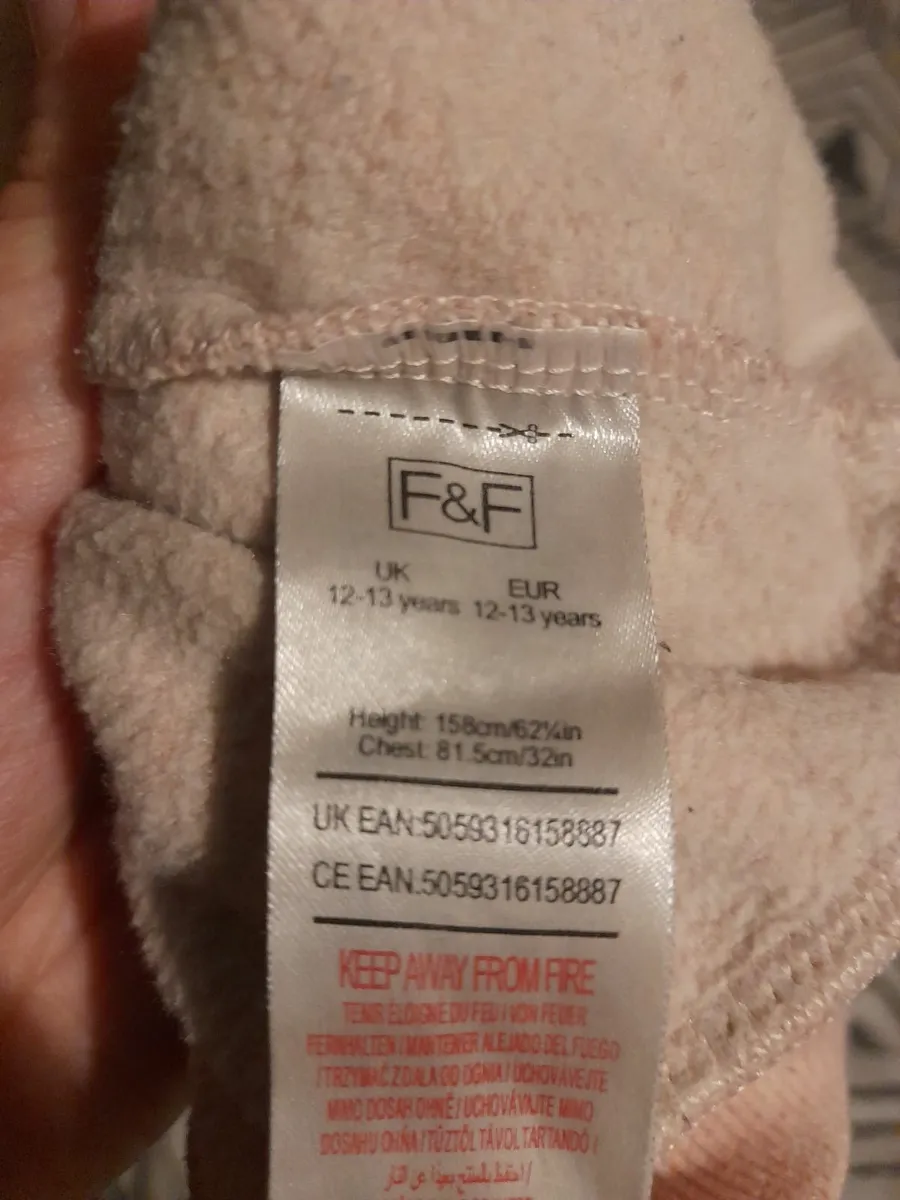 F&F
UK
12-13 years
EUR
12-13 years
Height: 158cm/62¼in
Chest: 81.5cm/32in
UK EAN:5059316158887
CE EAN:5059316158887
KEEP AWAY FROM FIRE
TENIR ÉLOIGNÉ DU FEU / VON FEUER
FERNHALTEN / MANTENER ALEJADO DEL FUEGO
/ TRZYMAĆ Z DALA OD OGNIA / UCHOVÁVEJTE
MIMO DOSAH OHNĚ / UCHOVÁVAJTE MIMO
DOSAHU OHŇA / TŰZTŐL TÁVOL TARTANDÓ /